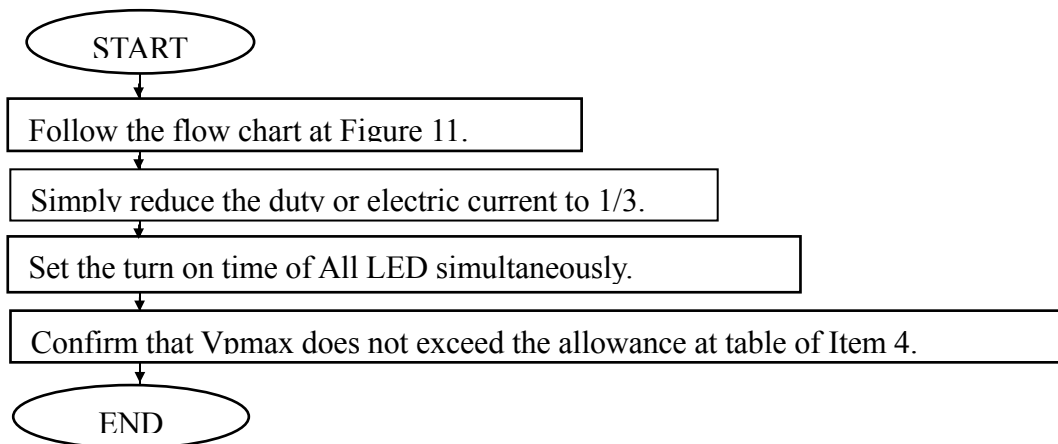 START
Follow the flow chart at Figure 11.
Simply reduce the duty or electric current to 1/3.
Set the turn on time of All LED simultaneously.
Confirm that Vpmax does not exceed the allowance at table of Item 4.
END